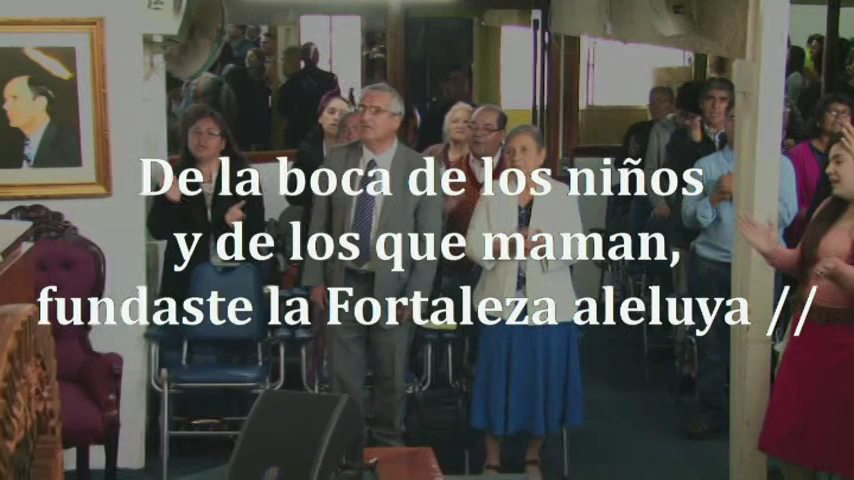 De la boca de los niños
y de los que maman,
fundaste la Fortaleza aleluya //